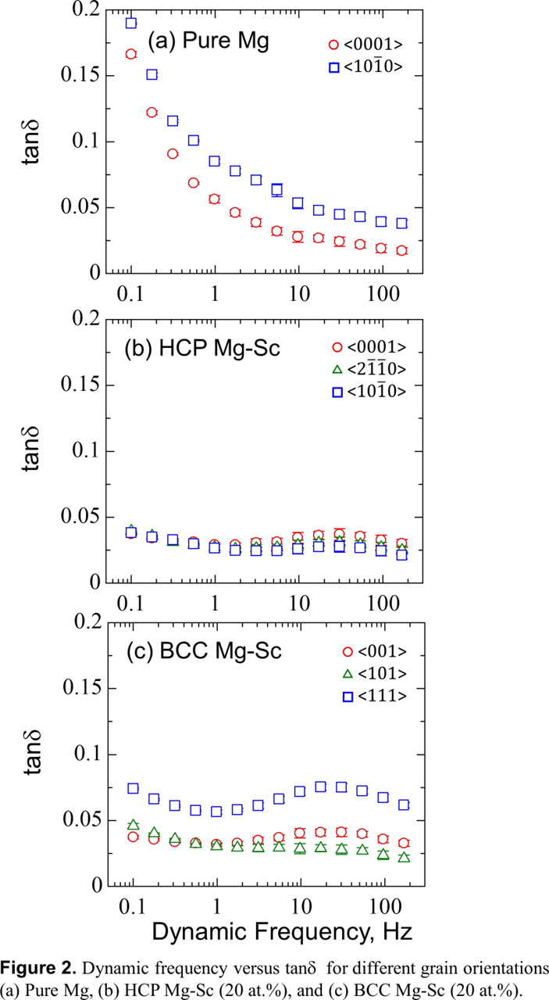 0.2
(a) Pure Mg
<0001>
<101̅0>
0.15
0.1
tanδ
0.05
0
0.1 1 10 100
0.2
(b) HCP Mg-Sc
<0001>
<21̅1̅0>
<101̅0>
0.15
0.1
tanδ
0.05
0
0.1 1 10 100
0.2
(c) BCC Mg-Sc
<001>
<101>
<111>
0.15
0.1
tanδ
0.05
0
0.1 1 10 100
Dynamic Frequency, Hz
Figure 2. Dynamic frequency versus tanδ for different grain orientations
(a) Pure Mg, (b) HCP Mg-Sc (20 at.%), and (c) BCC Mg-Sc (20 at.%).